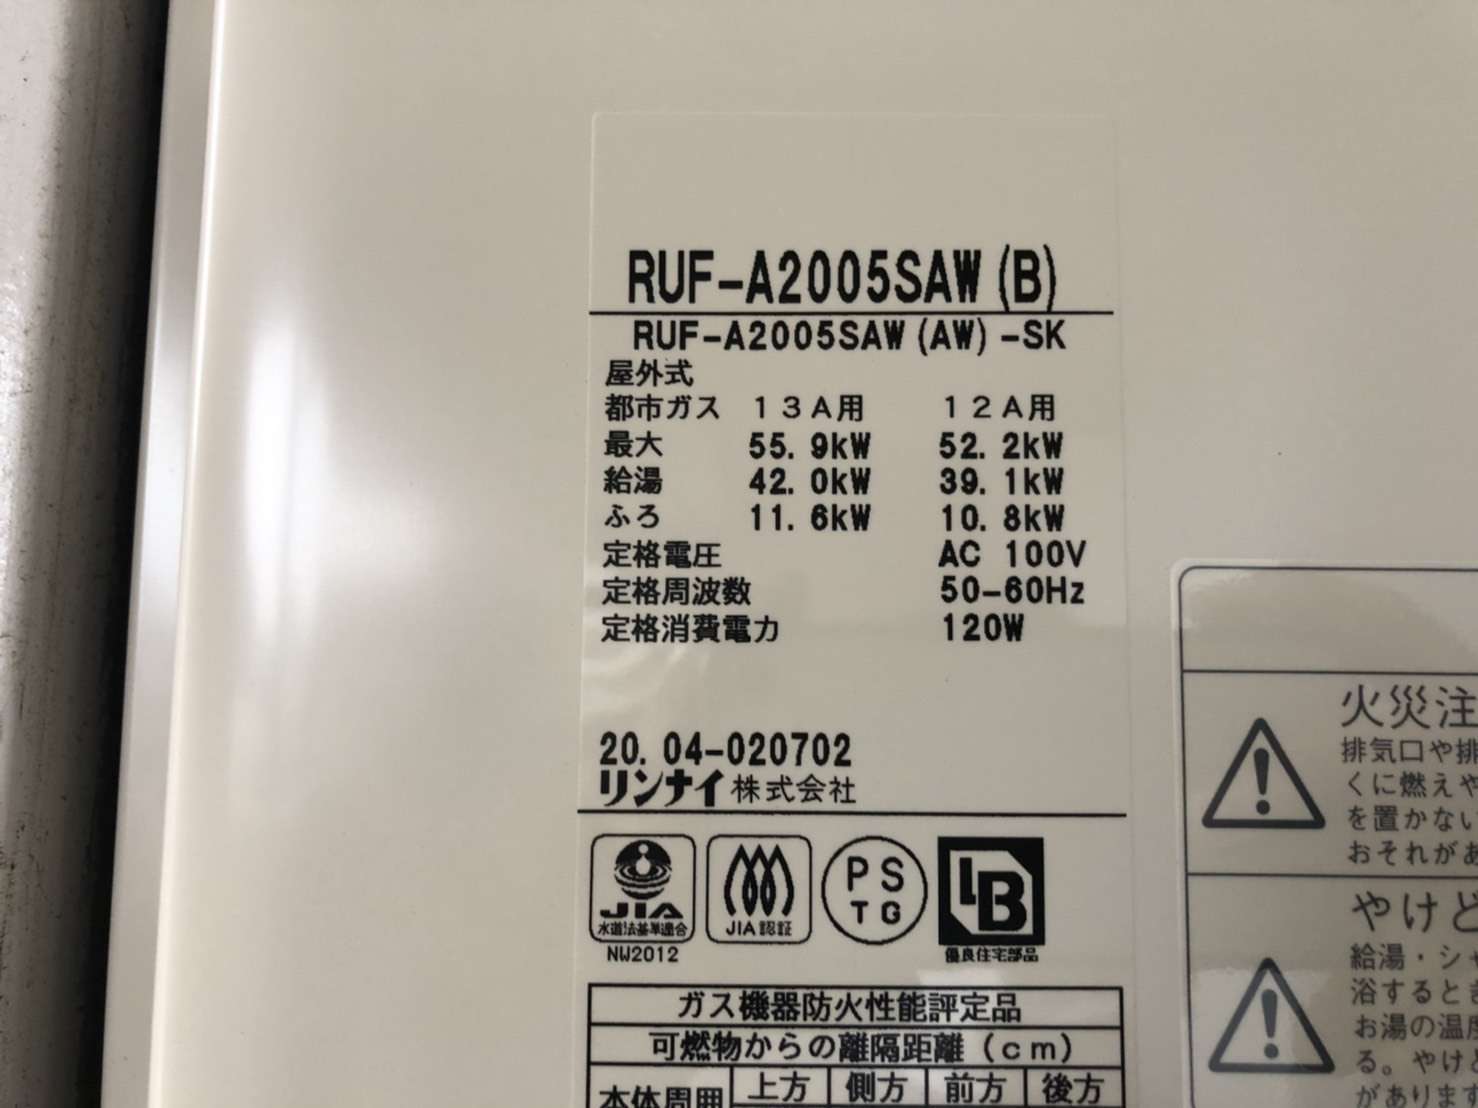 RUF-A2005SAW(B)
RUF-A2005SAW(AW)-SK
屋外式
都市ガス 13A用 12A用
最大 55.9kW 52.2kW
給湯 42.0kW 39.1kW
ふろ 11.6kW 10.8kW
定格電圧 AC 100V
定格周波数 50-60Hz
定格消費電力 120W
20.04-020702
リンナイ株式会社
JIA
水道法基準適合
NW2012
JIA認証
PS
TG
BL
優良住宅部品
ガス機器防火性能評定品
可燃物からの離隔距離(cm)
本体周囲 上方 側方 前方 後方
火災注
排気口や排
くに燃えや
を置かない
おそれがあ
やけど
給湯・シャ
浴するとき
お湯の温度
る。やけど
があります